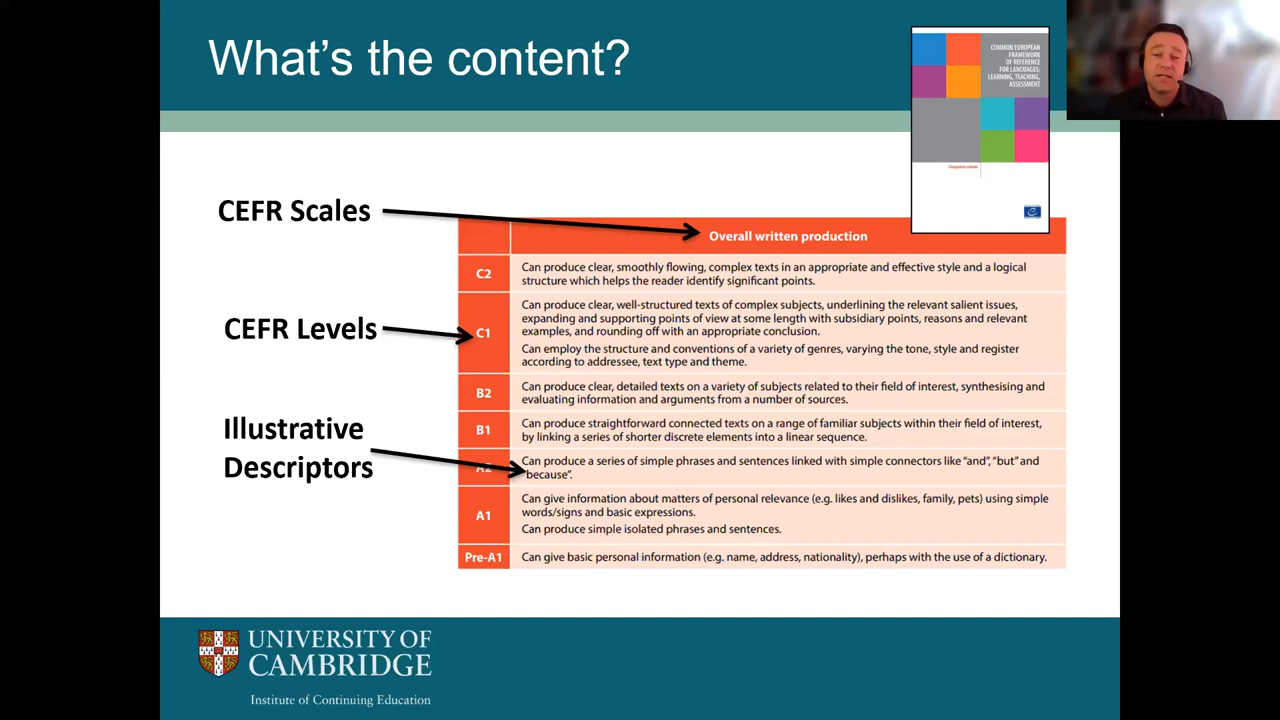 What's the content?
COMMON EUROPEAN
FRAMEWORK
OF REFERENCE
FOR LANGUAGES:
LEARNING, TEACHING,
ASSESSMENT
Companion volume
CEFR Scales
Overall written production
C2
Can produce clear, smoothly flowing, complex texts in an appropriate and effective style and a logical
structure which helps the reader identify significant points.
CEFR Levels
C1
Can produce clear, well-structured texts of complex subjects, underlining the relevant salient issues,
expanding and supporting points of view at some length with subsidiary points, reasons and relevant
examples, and rounding off with an appropriate conclusion.
Can employ the structure and conventions of a variety of genres, varying the tone, style and register
according to addressee, text type and theme.
B2
Can produce clear, detailed texts on a variety of subjects related to their field of interest, synthesising and
evaluating information and arguments from a number of sources.
Illustrative
Descriptors
B1
Can produce straightforward connected texts on a range of familiar subjects within their field of interest,
by linking a series of shorter discrete elements into a linear sequence.
A2
Can produce a series of simple phrases and sentences linked with simple connectors like “and”, “but” and
“because”.
A1
Can give information about matters of personal relevance (e.g. likes and dislikes, family, pets) using simple
words/signs and basic expressions.
Can produce simple isolated phrases and sentences.
Pre-A1
Can give basic personal information (e.g. name, address, nationality), perhaps with the use of a dictionary.
UNIVERSITY OF
CAMBRIDGE
Institute of Continuing Education